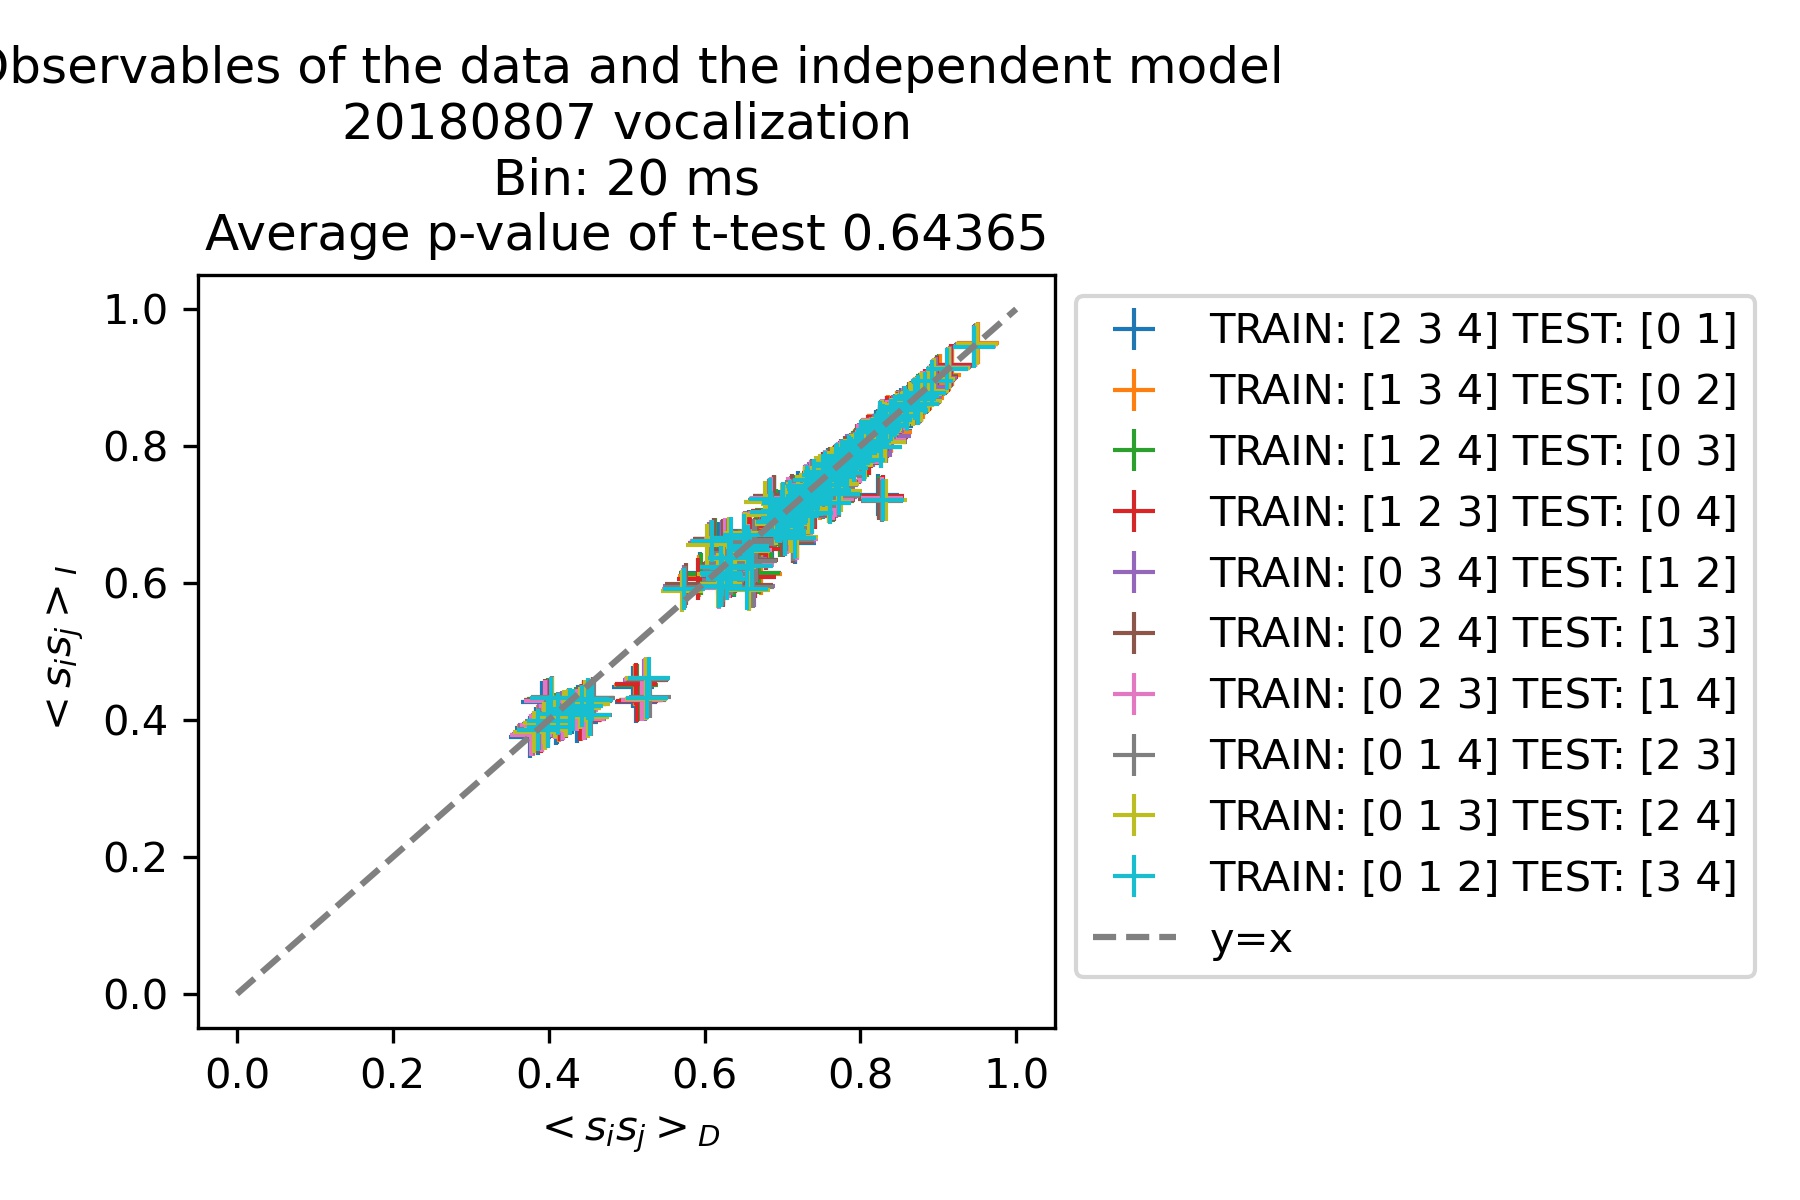 Observables of the data and the independent model
20180807 vocalization
Bin: 20 ms
Average p-value of t-test 0.64365
1.0
0.8
0.6
0.4
0.2
0.0
< s_i s_j >_I
0.0 0.2 0.4 0.6 0.8 1.0
< s_i s_j >_D
TRAIN: [2 3 4] TEST: [0 1]
TRAIN: [1 3 4] TEST: [0 2]
TRAIN: [1 2 4] TEST: [0 3]
TRAIN: [1 2 3] TEST: [0 4]
TRAIN: [0 3 4] TEST: [1 2]
TRAIN: [0 2 4] TEST: [1 3]
TRAIN: [0 2 3] TEST: [1 4]
TRAIN: [0 1 4] TEST: [2 3]
TRAIN: [0 1 3] TEST: [2 4]
TRAIN: [0 1 2] TEST: [3 4]
y=x